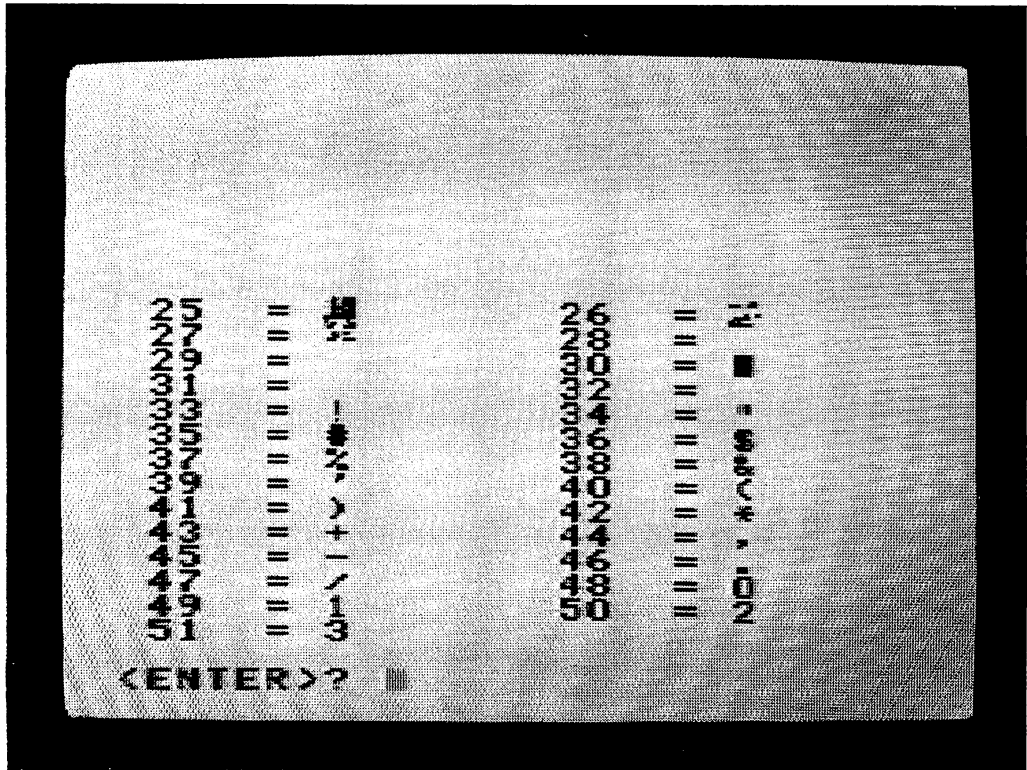 25 = 26 =
27 = 28 =
29 = 30 = ■
31 = 32 =
33 = ! 34 = "
35 = # 36 = $
37 = % 38 = &
39 = ' 40 = (
41 = ) 42 = *
43 = + 44 = ,
45 = - 46 = .
47 = / 48 = 0
49 = 1 50 = 2
51 = 3
<ENTER>?